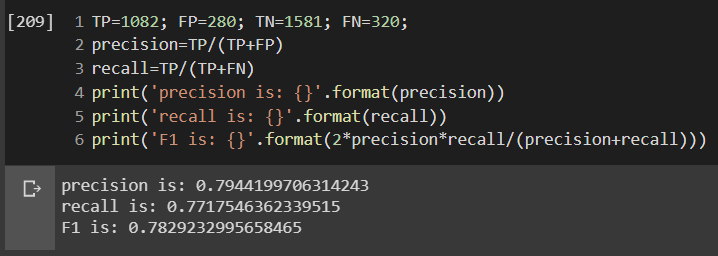 [209] 1 TP=1082; FP=280; TN=1581; FN=320;
2 precision=TP/(TP+FP)
3 recall=TP/(TP+FN)
4 print('precision is: {}'.format(precision))
5 print('recall is: {}'.format(recall))
6 print('F1 is: {}'.format(2*precision*recall/(precision+recall)))
precision is: 0.7944199706314243
recall is: 0.7717546362339515
F1 is: 0.7829232995658465